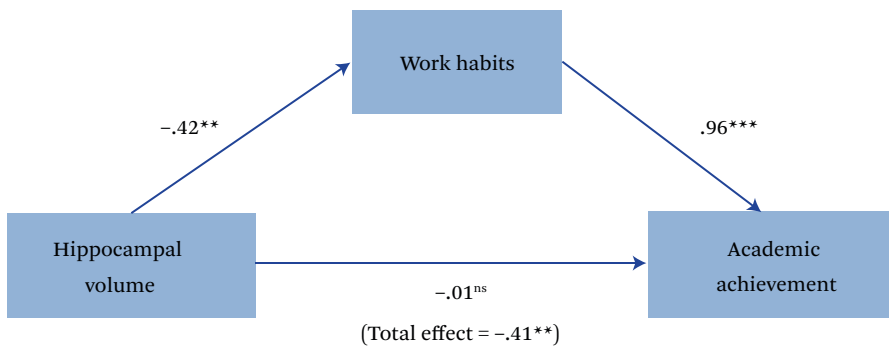 Work habits
–.42**
.96***
Hippocampal
volume
Academic
achievement
–.01ns
(Total effect = –.41**)